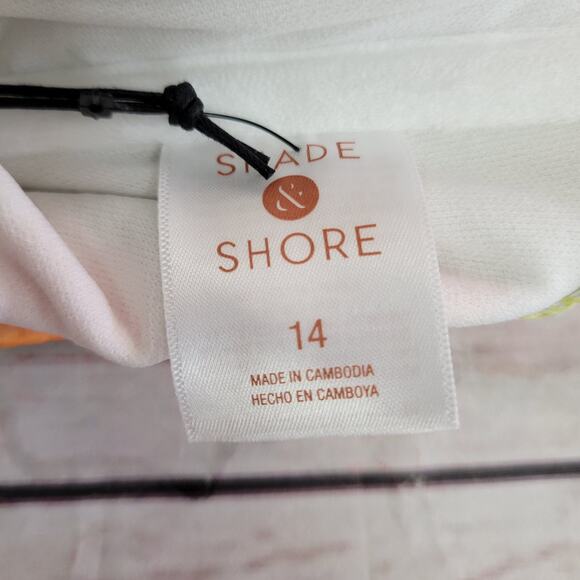 SHADE
&
SHORE
14
MADE IN CAMBODIA
HECHO EN CAMBOYA